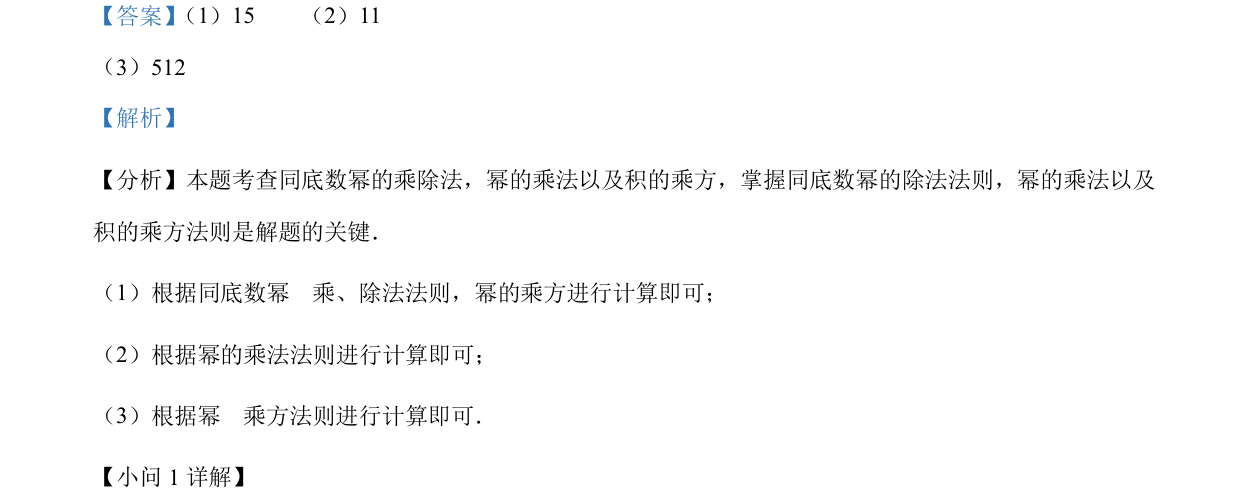 【答案】（1）15 （2）11
（3）512
【解析】
【分析】本题考查同底数幂的乘除法，幂的乘法以及积的乘方，掌握同底数幂的除法法则，幂的乘法以及
积的乘方法则是解题的关键．
（1）根据同底数幂 乘、除法法则，幂的乘方进行计算即可；
（2）根据幂的乘法法则进行计算即可；
（3）根据幂 乘方法则进行计算即可．
【小问 1 详解】